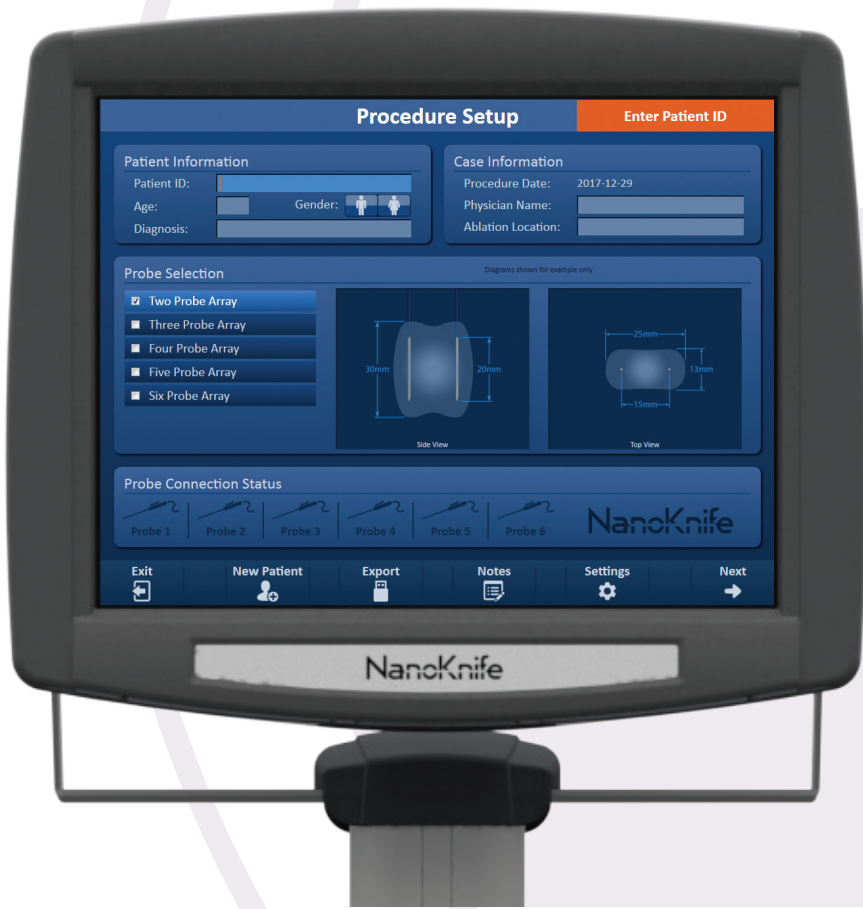 Procedure Setup
Enter Patient ID
Patient Information
Patient ID:
Age:
Gender:
Diagnosis:
Case Information
Procedure Date: 2017-12-29
Physician Name:
Ablation Location:
Probe Selection
Diagrams shown for example only
Two Probe Array
Three Probe Array
Four Probe Array
Five Probe Array
Six Probe Array
30mm
20mm
Side View
25mm
13mm
15mm
Top View
Probe Connection Status
Probe 1
Probe 2
Probe 3
Probe 4
Probe 5
Probe 6
NanoKnife
Exit
New Patient
Export
Notes
Settings
Next
NanoKnife